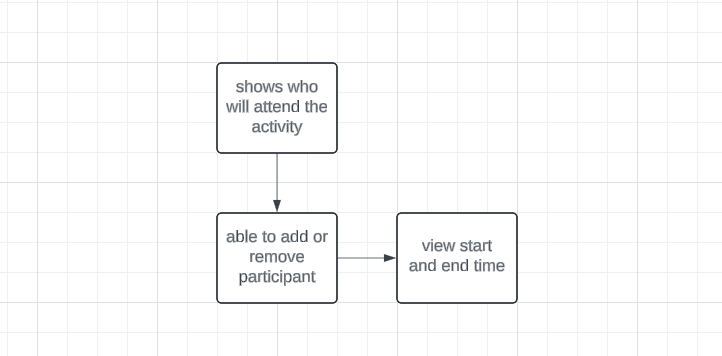 shows who
will attend the
activity
able to add or
remove
participant
view start
and end time